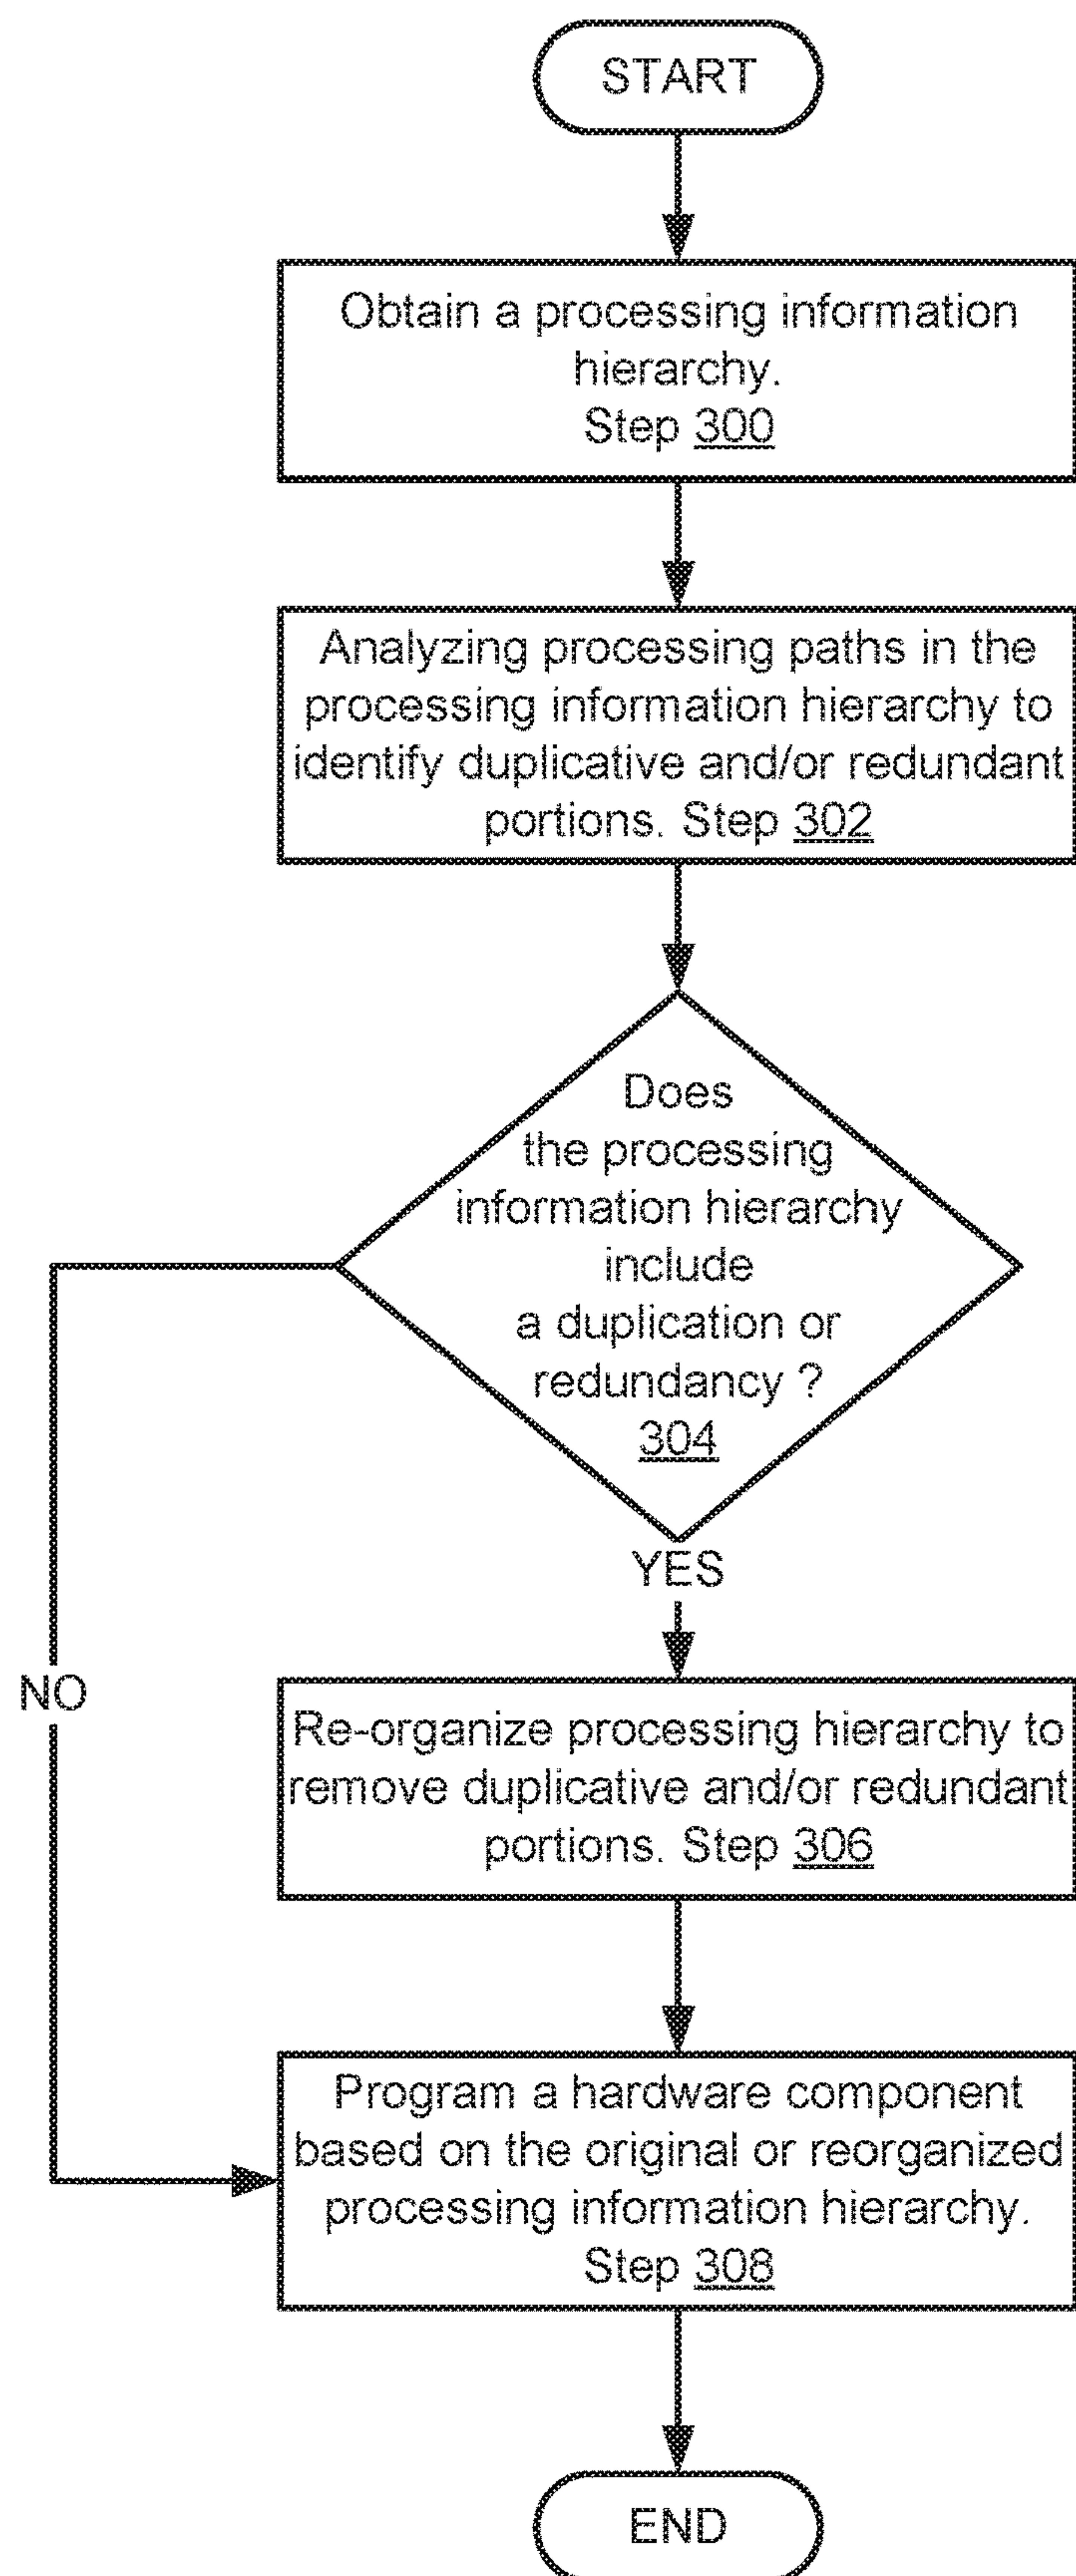 START
Obtain a processing information
hierarchy.
Step 300
Analyzing processing paths in the
processing information hierarchy to
identify duplicative and/or redundant
portions. Step 302
Does
the processing
information hierarchy
include
a duplication or
redundancy ?
304
YES
NO
Re-organize processing hierarchy to
remove duplicative and/or redundant
portions. Step 306
Program a hardware component
based on the original or reorganized
processing information hierarchy.
Step 308
END